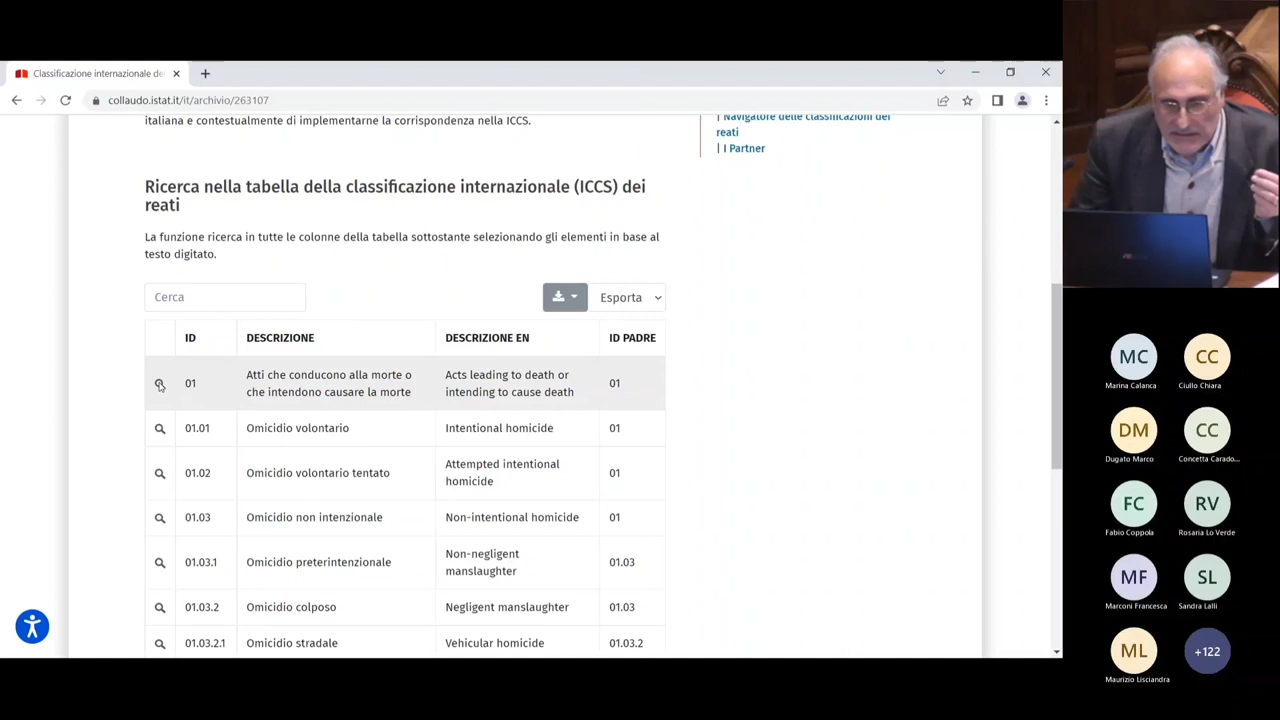 Classificazione internazionale de
collaudo.istat.it/it/archivio/263107
italiana e contestualmente di implementarne la corrispondenza nella ICCS.
| Navigatore delle classificazioni dei
reati
| I Partner
Ricerca nella tabella della classificazione internazionale (ICCS) dei
reati
La funzione ricerca in tutte le colonne della tabella sottostante selezionando gli elementi in base al
testo digitato.
Cerca
Esporta
ID DESCRIZIONE DESCRIZIONE EN ID PADRE
01 Atti che conducono alla morte o Acts leading to death or 01
che intendono causare la morte intending to cause death
01.01 Omicidio volontario Intentional homicide 01
01.02 Omicidio volontario tentato Attempted intentional 01
homicide
01.03 Omicidio non intenzionale Non-intentional homicide 01
01.03.1 Omicidio preterintenzionale Non-negligent 01.03
manslaughter
01.03.2 Omicidio colposo Negligent manslaughter 01.03
01.03.2.1 Omicidio stradale Vehicular homicide 01.03.2
MC CC
Marina Calanca Ciullo Chiara
DM CC
Dugato Marco Concetta Carado...
FC RV
Fabio Coppola Rosaria Lo Verde
MF SL
Marconi Francesca Sandra Lalli
ML +122
Maurizio Lisciandra